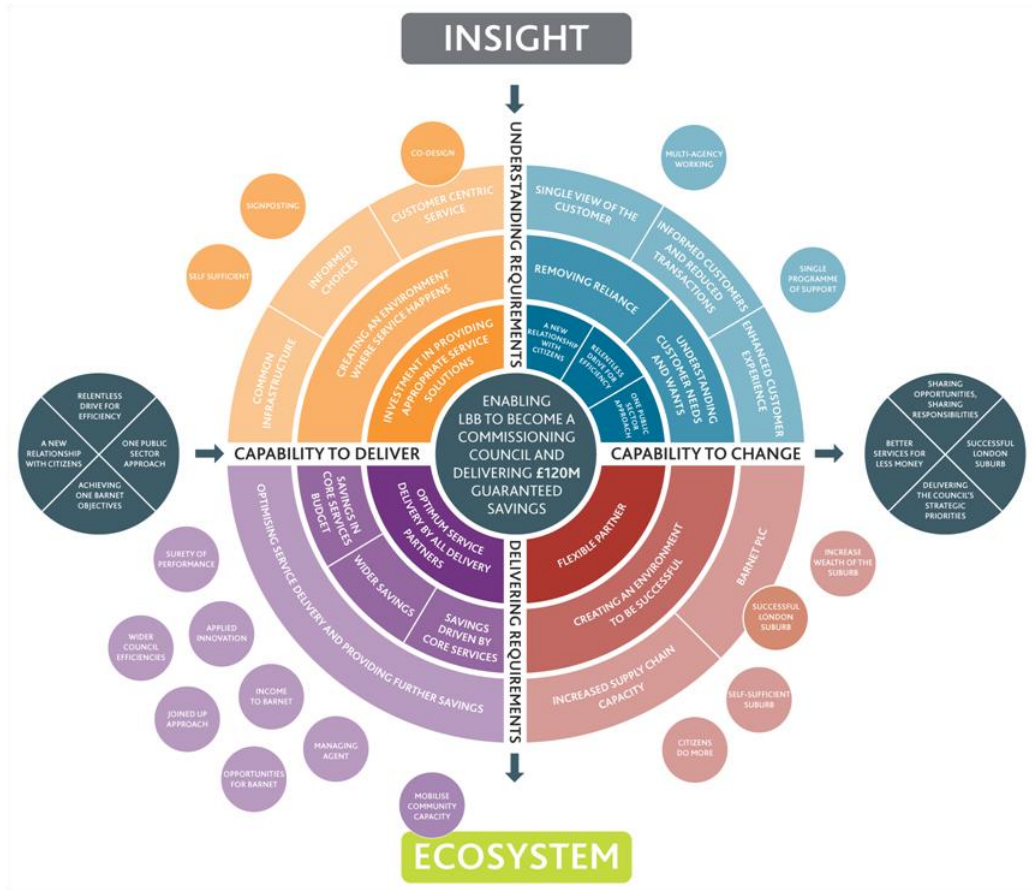 INSIGHT
UNDERSTANDING REQUIREMENTS
CO-DESIGN
SIGNPOSTING
SELF SUFFICIENT
CUSTOMER CENTRIC
SERVICE
INFORMED
CHOICES
COMMON
INFRASTRUCTURE
CREATING AN ENVIRONMENT
WHERE SERVICE HAPPENS
INVESTMENT IN PROVIDING
APPROPRIATE SERVICE
SOLUTIONS
MULTI-AGENCY
WORKING
SINGLE PROGRAMME
OF SUPPORT
SINGLE VIEW OF THE
CUSTOMER
INFORMED CUSTOMERS
AND REDUCED
TRANSACTIONS
ENHANCED CUSTOMER
EXPERIENCE
REMOVING RELIANCE
UNDERSTANDING
CUSTOMER NEEDS
AND WANTS
A NEW
RELATIONSHIP
WITH
CITIZENS
RELENTLESS
DRIVE FOR
EFFICIENCY
ONE PUBLIC
SECTOR
APPROACH
RELENTLESS
DRIVE FOR
EFFICIENCY
A NEW
RELATIONSHIP
WITH CITIZENS
ONE PUBLIC
SECTOR
APPROACH
ACHIEVING
ONE BARNET
OBJECTIVES
CAPABILITY TO DELIVER
ENABLING
LBB TO BECOME A
COMMISSIONING
COUNCIL AND
DELIVERING £120M
GUARANTEED
SAVINGS
CAPABILITY TO CHANGE
SHARING
OPPORTUNITIES,
SHARING
RESPONSIBILITIES
BETTER
SERVICES FOR
LESS MONEY
SUCCESSFUL
LONDON
SUBURB
DELIVERING
THE COUNCIL'S
STRATEGIC
PRIORITIES
OPTIMISING SERVICE DELIVERY AND PROVIDING FURTHER SAVINGS
SAVINGS IN
CORE SERVICES
BUDGET
WIDER SAVINGS
SAVINGS
DRIVEN BY
CORE SERVICES
OPTIMUM SERVICE
DELIVERY BY ALL DELIVERY
PARTNERS
SURETY OF
PERFORMANCE
APPLIED
INNOVATION
WIDER
COUNCIL
EFFICIENCIES
INCOME
TO BARNET
JOINED UP
APPROACH
MANAGING
AGENT
OPPORTUNITIES
FOR BARNET
MOBILISE
COMMUNITY
CAPACITY
DELIVERING REQUIREMENTS
FLEXIBLE PARTNER
CREATING AN ENVIRONMENT
TO BE SUCCESSFUL
BARNET PLC
INCREASED SUPPLY CHAIN
CAPACITY
INCREASE
WEALTH OF THE
SUBURB
SUCCESSFUL
LONDON
SUBURB
SELF-SUFFICIENT
SUBURB
CITIZENS
DO MORE
ECOSYSTEM